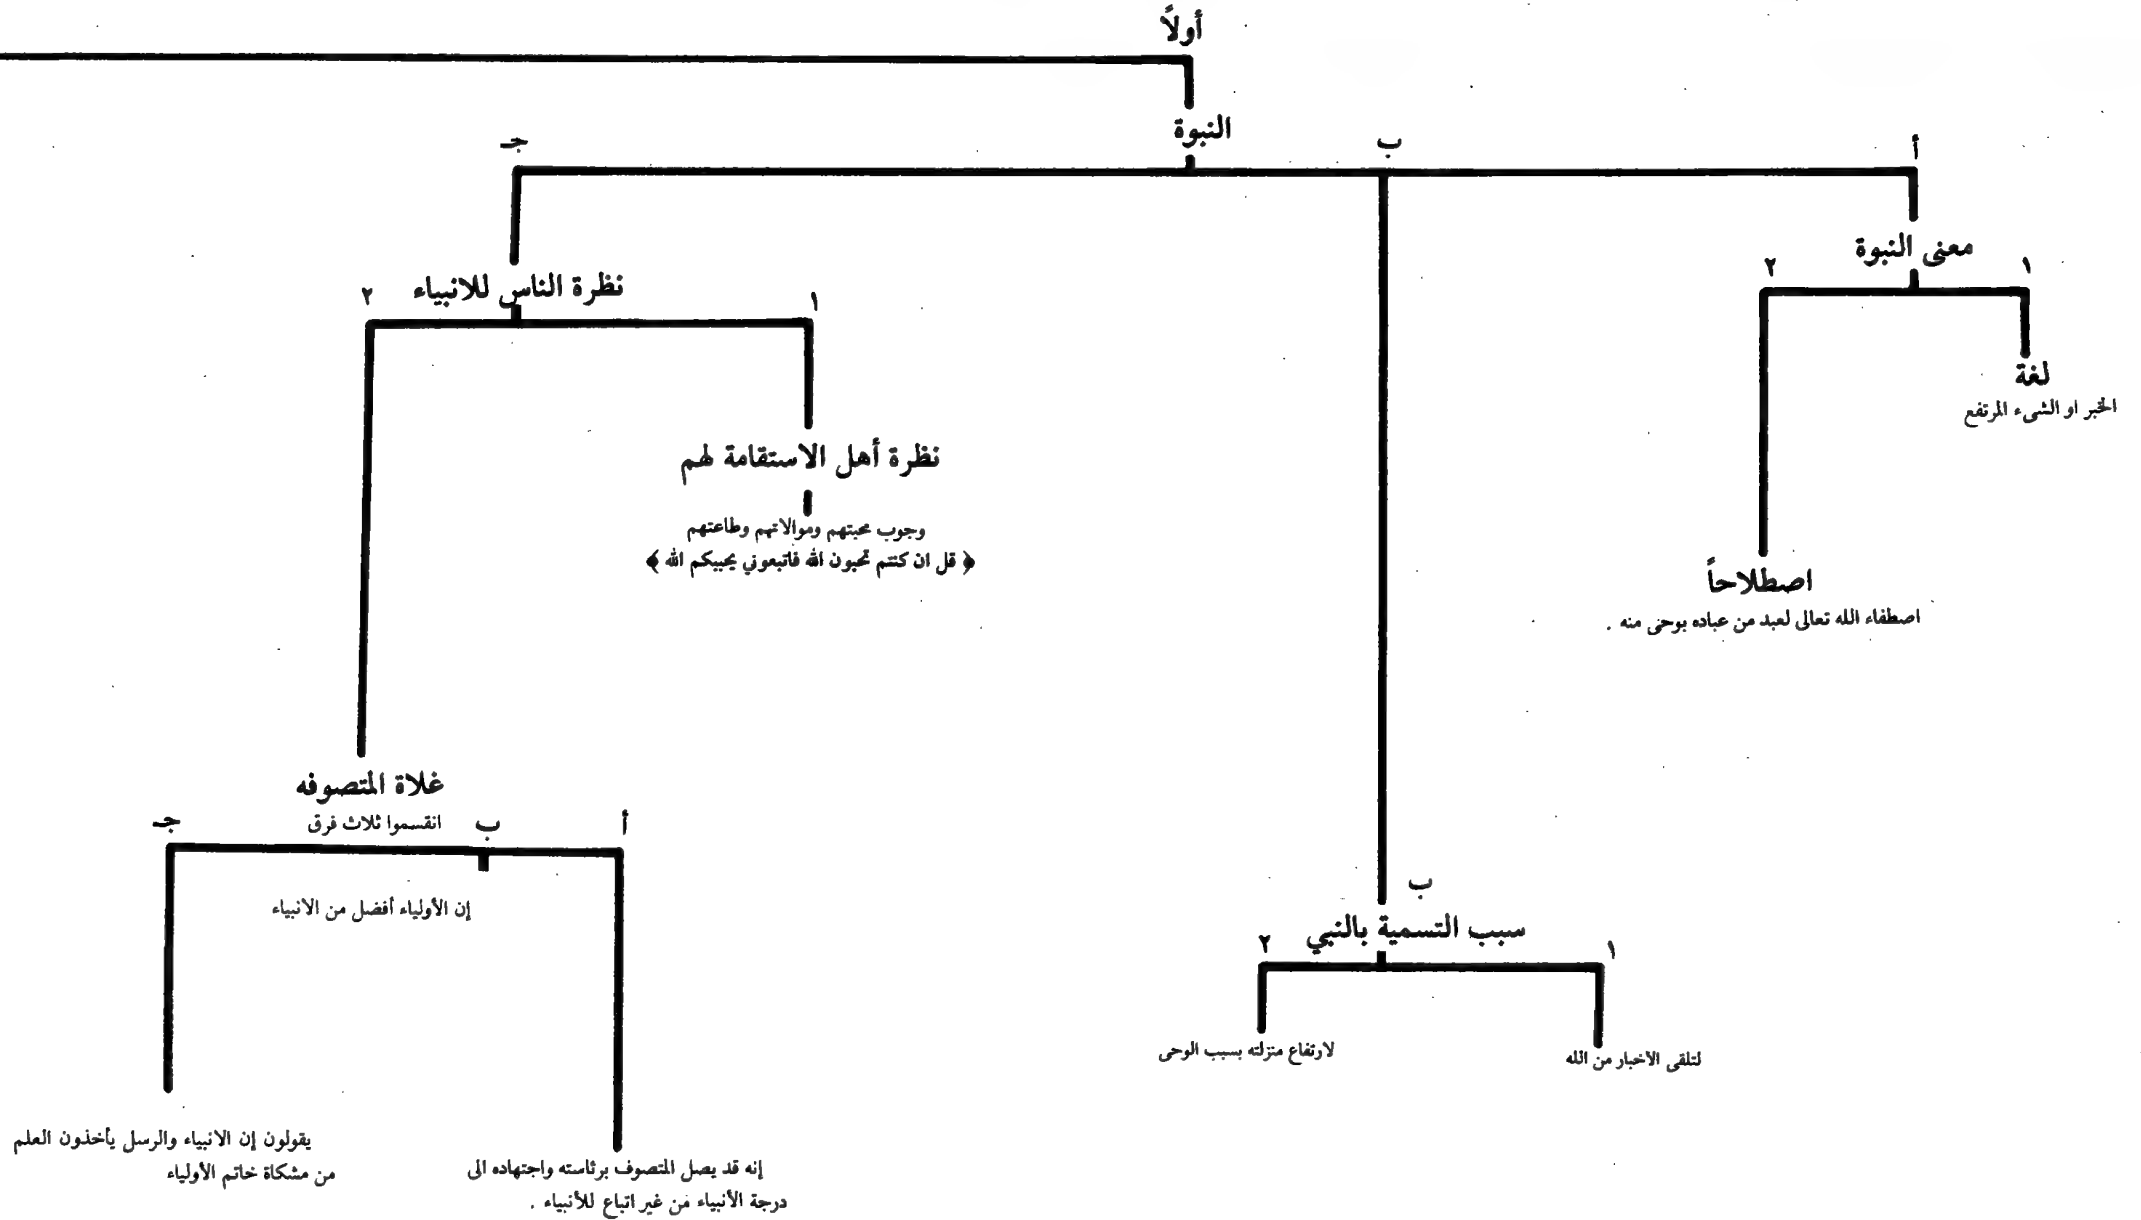 أولاً
النبوة
أ
ب
جـ
معنى النبوة
١
٢
لغة
الخبر او الشىء المرتفع
اصطلاحاً
اصطفاء الله تعالى لعبد من عباده بوحى منه .
ب
سبب التسمية بالنبي
١
٢
لتلقى الاخبار من الله
لارتفاع منزلته بسبب الوحى
نظرة الناس للانبياء
١
٢
نظرة أهل الاستقامة لهم
وجوب محبتهم وموالاتهم وطاعتهم
﴿ قل ان كنتم تحبون الله فاتبعوني يحببكم الله ﴾
غلاة المتصوفه
انقسموا ثلاث فرق
أ
ب
جـ
إنه قد يصل المتصوف برئاسته واجتهاده الى
درجة الأنبياء من غير اتباع للأنبياء .
إن الأولياء أفضل من الانبياء
يقولون إن الانبياء والرسل يأخذون العلم
من مشكاة خاتم الأولياء